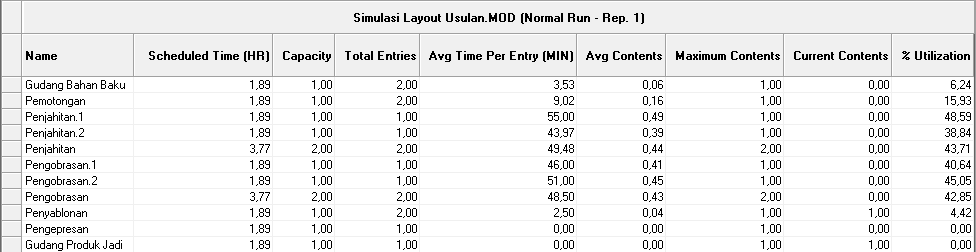 Simulasi Layout Usulan.MOD (Normal Run - Rep. 1)
Name Scheduled Time (HR) Capacity Total Entries Avg Time Per Entry (MIN) Avg Contents Maximum Contents Current Contents % Utilization
Gudang Bahan Baku 1,89 1,00 2,00 3,53 0,06 1,00 0,00 6,24
Pemotongan 1,89 1,00 2,00 9,02 0,16 1,00 0,00 15,93
Penjahitan.1 1,89 1,00 1,00 55,00 0,49 1,00 0,00 48,59
Penjahitan.2 1,89 1,00 1,00 43,97 0,39 1,00 0,00 38,84
Penjahitan 3,77 2,00 2,00 49,48 0,44 2,00 0,00 43,71
Pengobrasan.1 1,89 1,00 1,00 46,00 0,41 1,00 0,00 40,64
Pengobrasan.2 1,89 1,00 1,00 51,00 0,45 1,00 0,00 45,05
Pengobrasan 3,77 2,00 2,00 48,50 0,43 2,00 0,00 42,85
Penyablonan 1,89 1,00 2,00 2,50 0,04 1,00 1,00 4,42
Pengepresan 1,89 1,00 1,00 0,00 0,00 1,00 0,00 0,00
Gudang Produk Jadi 1,89 1,00 1,00 0,00 0,00 1,00 1,00 0,00